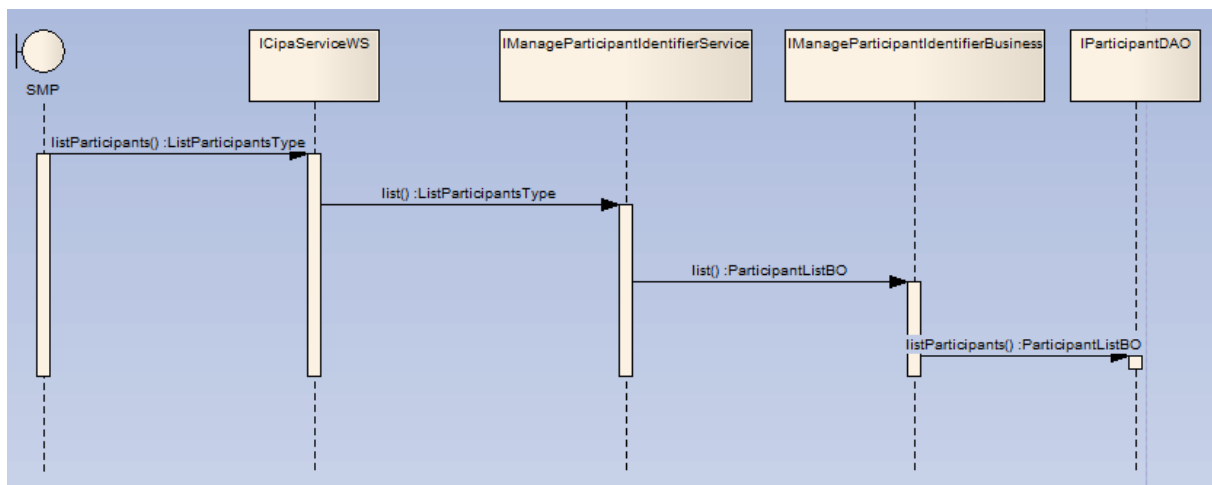 SMP
ICipaServiceWS
IManageParticipantIdentifierService
IManageParticipantIdentifierBusiness
IParticipantDAO
listParticipants() :ListParticipantsType
list() :ListParticipantsType
list() :ParticipantListBO
listParticipants() :ParticipantListBO